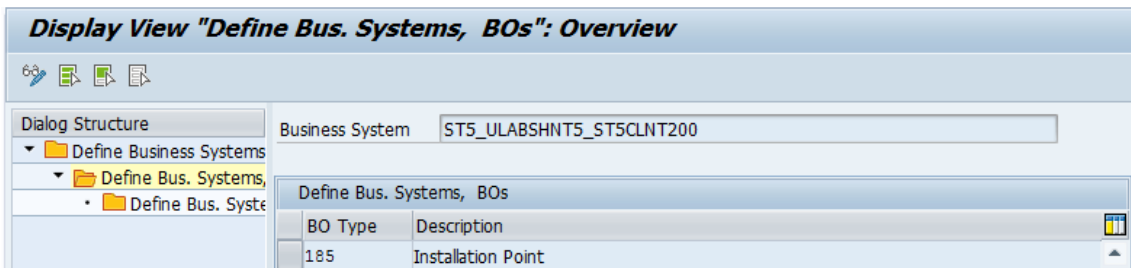 Display View "Define Bus. Systems, BOs": Overview
Dialog Structure
Define Business Systems
Define Bus. Systems,
Define Bus. Syste
Business System ST5_ULABSHNT5_ST5CLNT200
Define Bus. Systems, BOs
BO Type Description
185 Installation Point